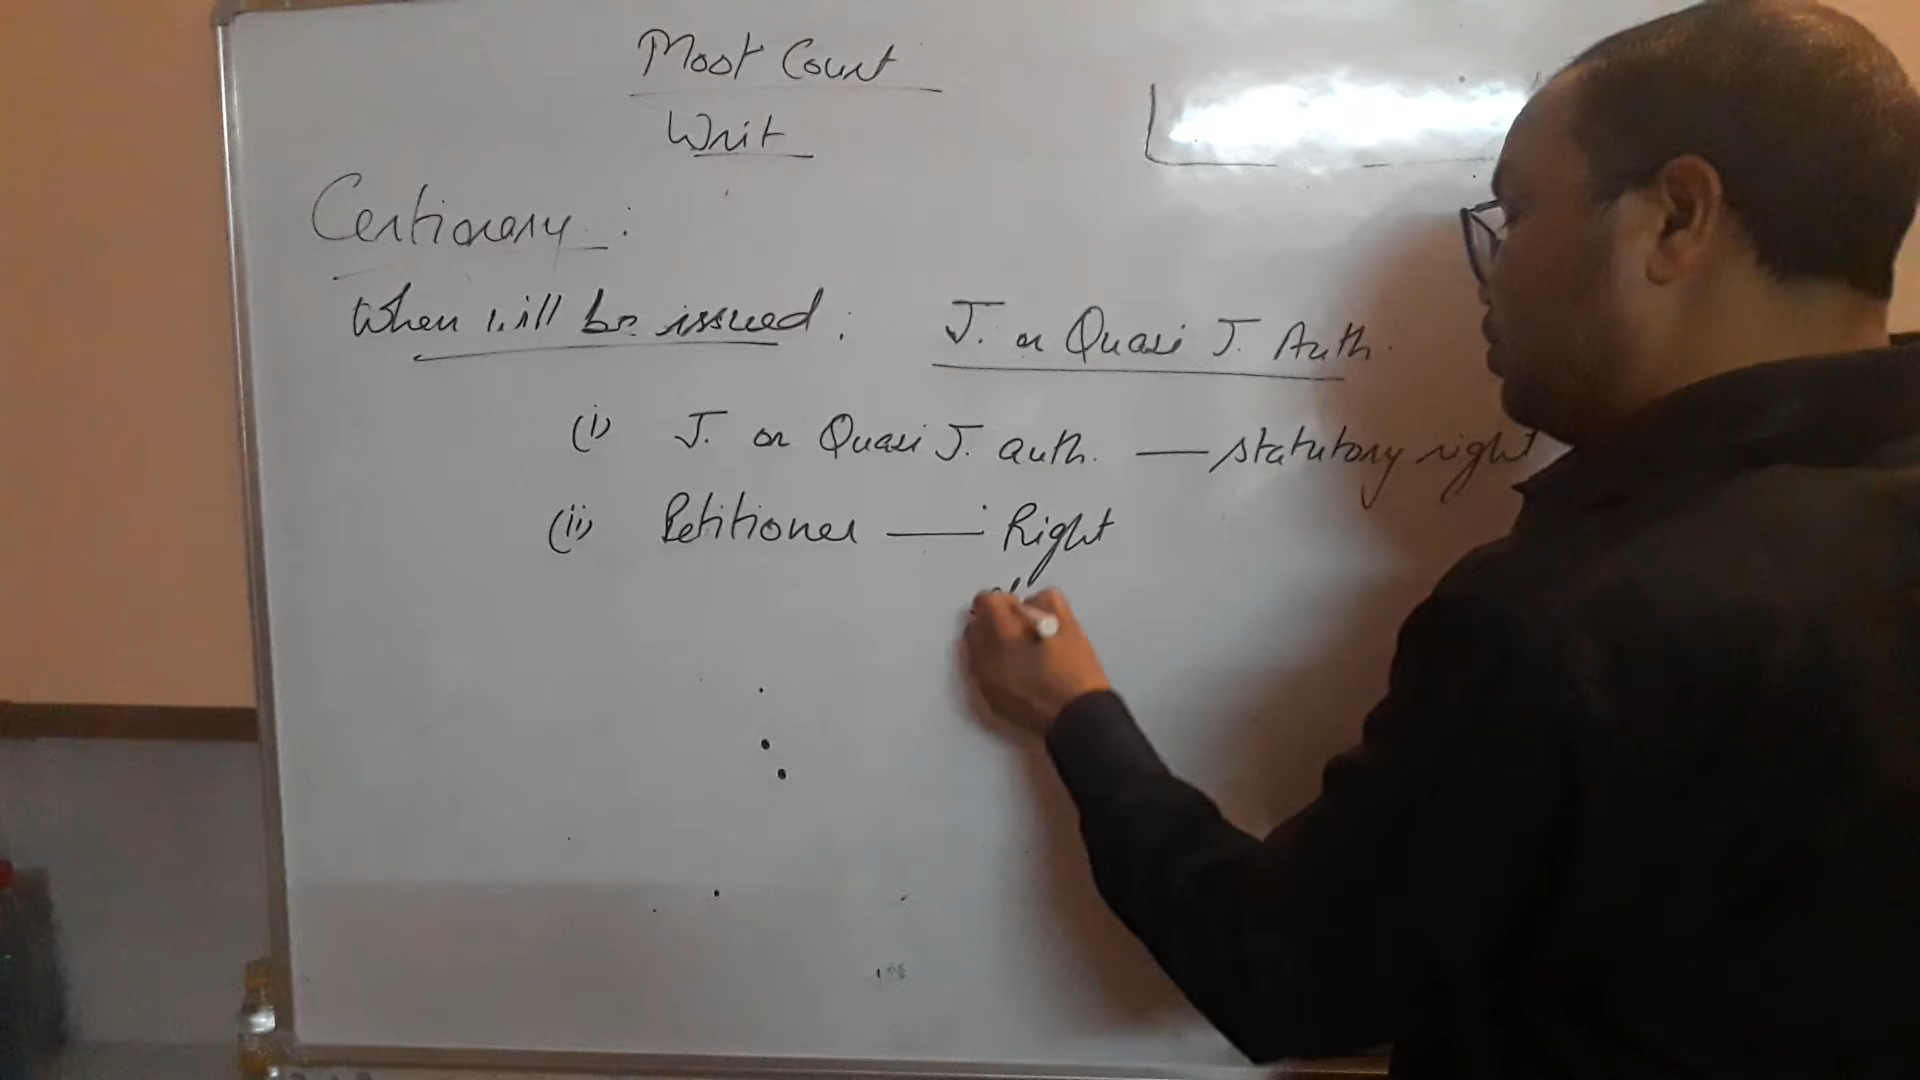 Moot Court
Writ
Certiorary :
When will be issued : J. or Quasi J. Auth.
(i) J. or Quasi J. auth. — statutory right
(ii) Petitioner — Right